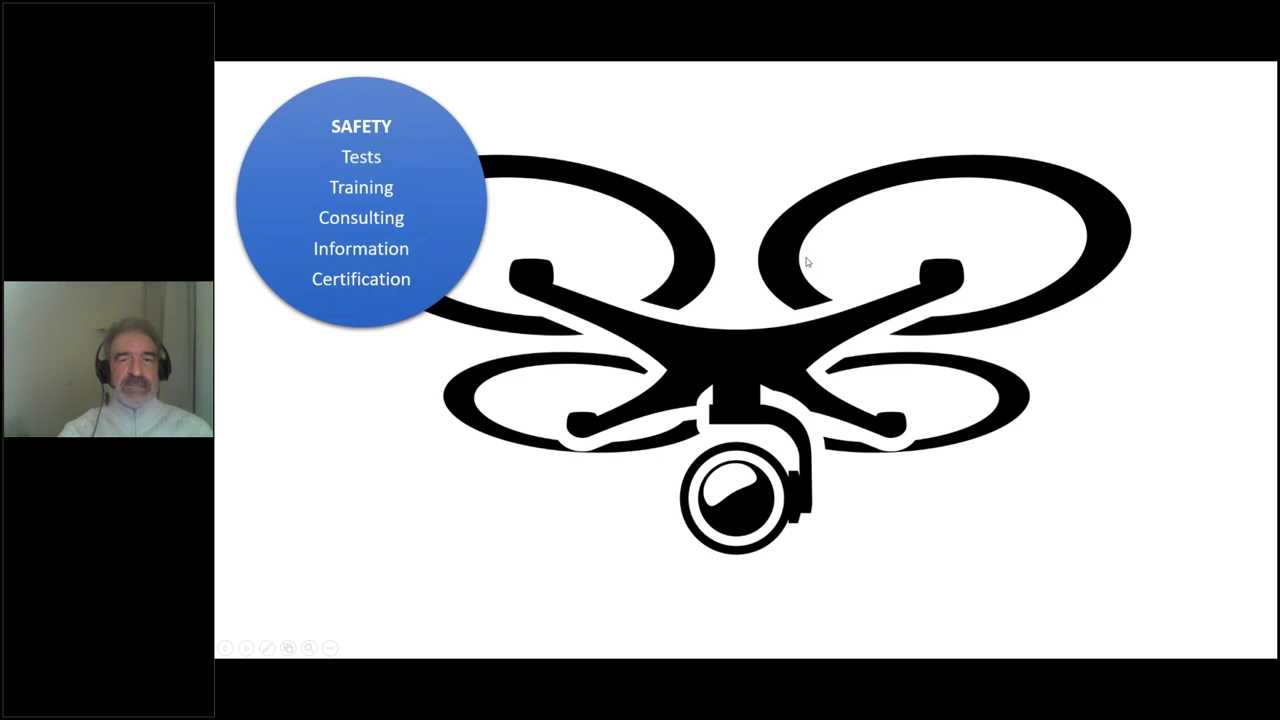 SAFETY
Tests
Training
Consulting
Information
Certification